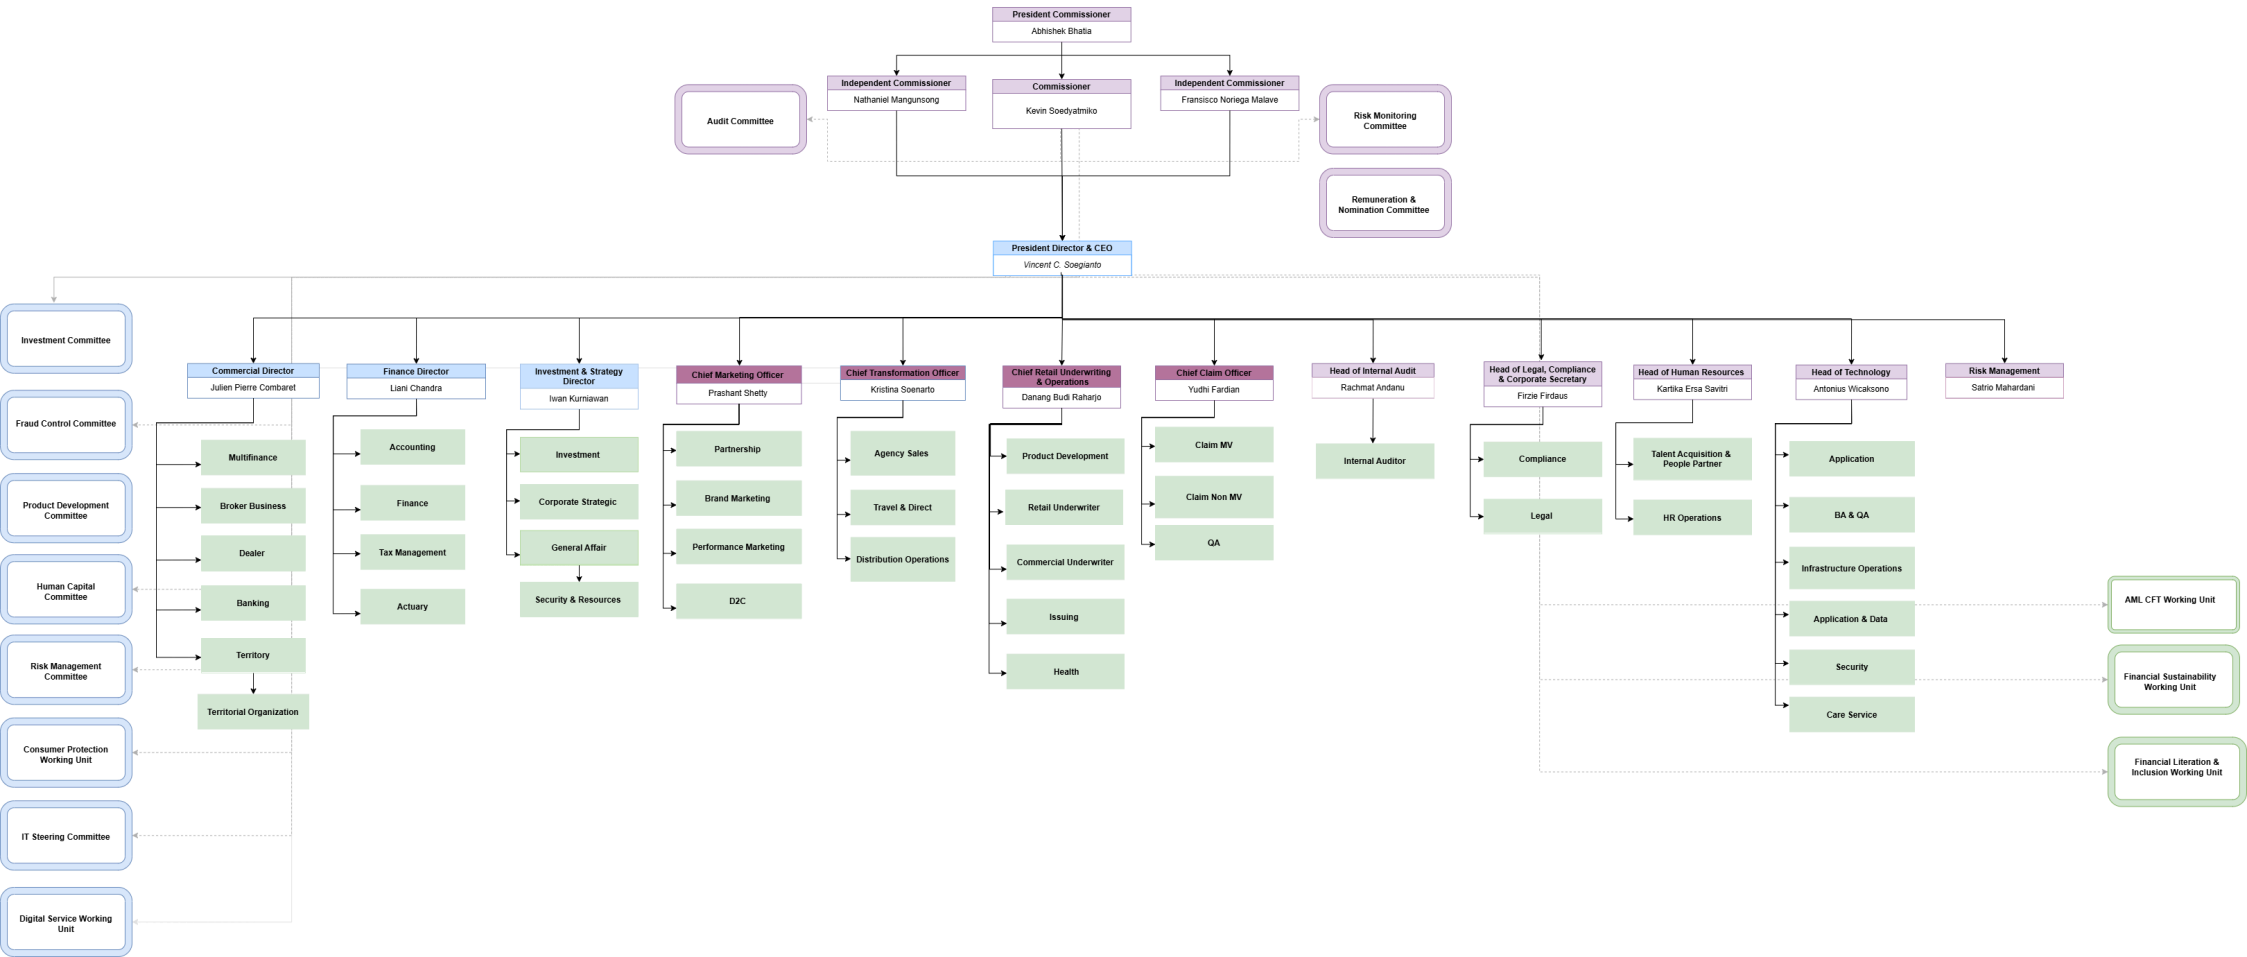 President Commissioner
Abhishek Bhatia
Independent Commissioner
Nathaniel Mangunsong
Commissioner
Kevin Soedyatmiko
Independent Commissioner
Fransisco Noriega Malave
Audit Committee
Risk Monitoring
Committee
Remuneration &
Nomination Committee
President Director & CEO
Vincent C. Soegianto
Investment Committee
Fraud Control Committee
Product Development
Committee
Human Capital
Committee
Risk Management
Committee
Consumer Protection
Working Unit
IT Steering Committee
Digital Service Working
Unit
Commercial Director
Julien Pierre Combaret
Multifinance
Broker Business
Dealer
Banking
Territory
Territorial Organization
Finance Director
Liani Chandra
Accounting
Finance
Tax Management
Actuary
Investment & Strategy
Director
Iwan Kurniawan
Investment
Corporate Strategic
General Affair
Security & Resources
Chief Marketing Officer
Prashant Shetty
Partnership
Brand Marketing
Performance Marketing
D2C
Chief Transformation Officer
Kristina Soenarto
Agency Sales
Travel & Direct
Distribution Operations
Chief Retail Underwriting
& Operations
Danang Budi Raharjo
Product Development
Retail Underwriter
Commercial Underwriter
Issuing
Health
Chief Claim Officer
Yudhi Fardian
Claim MV
Claim Non MV
QA
Head of Internal Audit
Rachmat Andanu
Internal Auditor
Head of Legal, Compliance
& Corporate Secretary
Firzie Firdaus
Compliance
Legal
Head of Human Resources
Kartika Ersa Savitri
Talent Acquisition &
People Partner
HR Operations
Head of Technology
Antonius Wicaksono
Application
BA & QA
Infrastructure Operations
Application & Data
Security
Care Service
Risk Management
Satrio Mahardani
AML CFT Working Unit
Financial Sustainability
Working Unit
Financial Literation &
Inclusion Working Unit